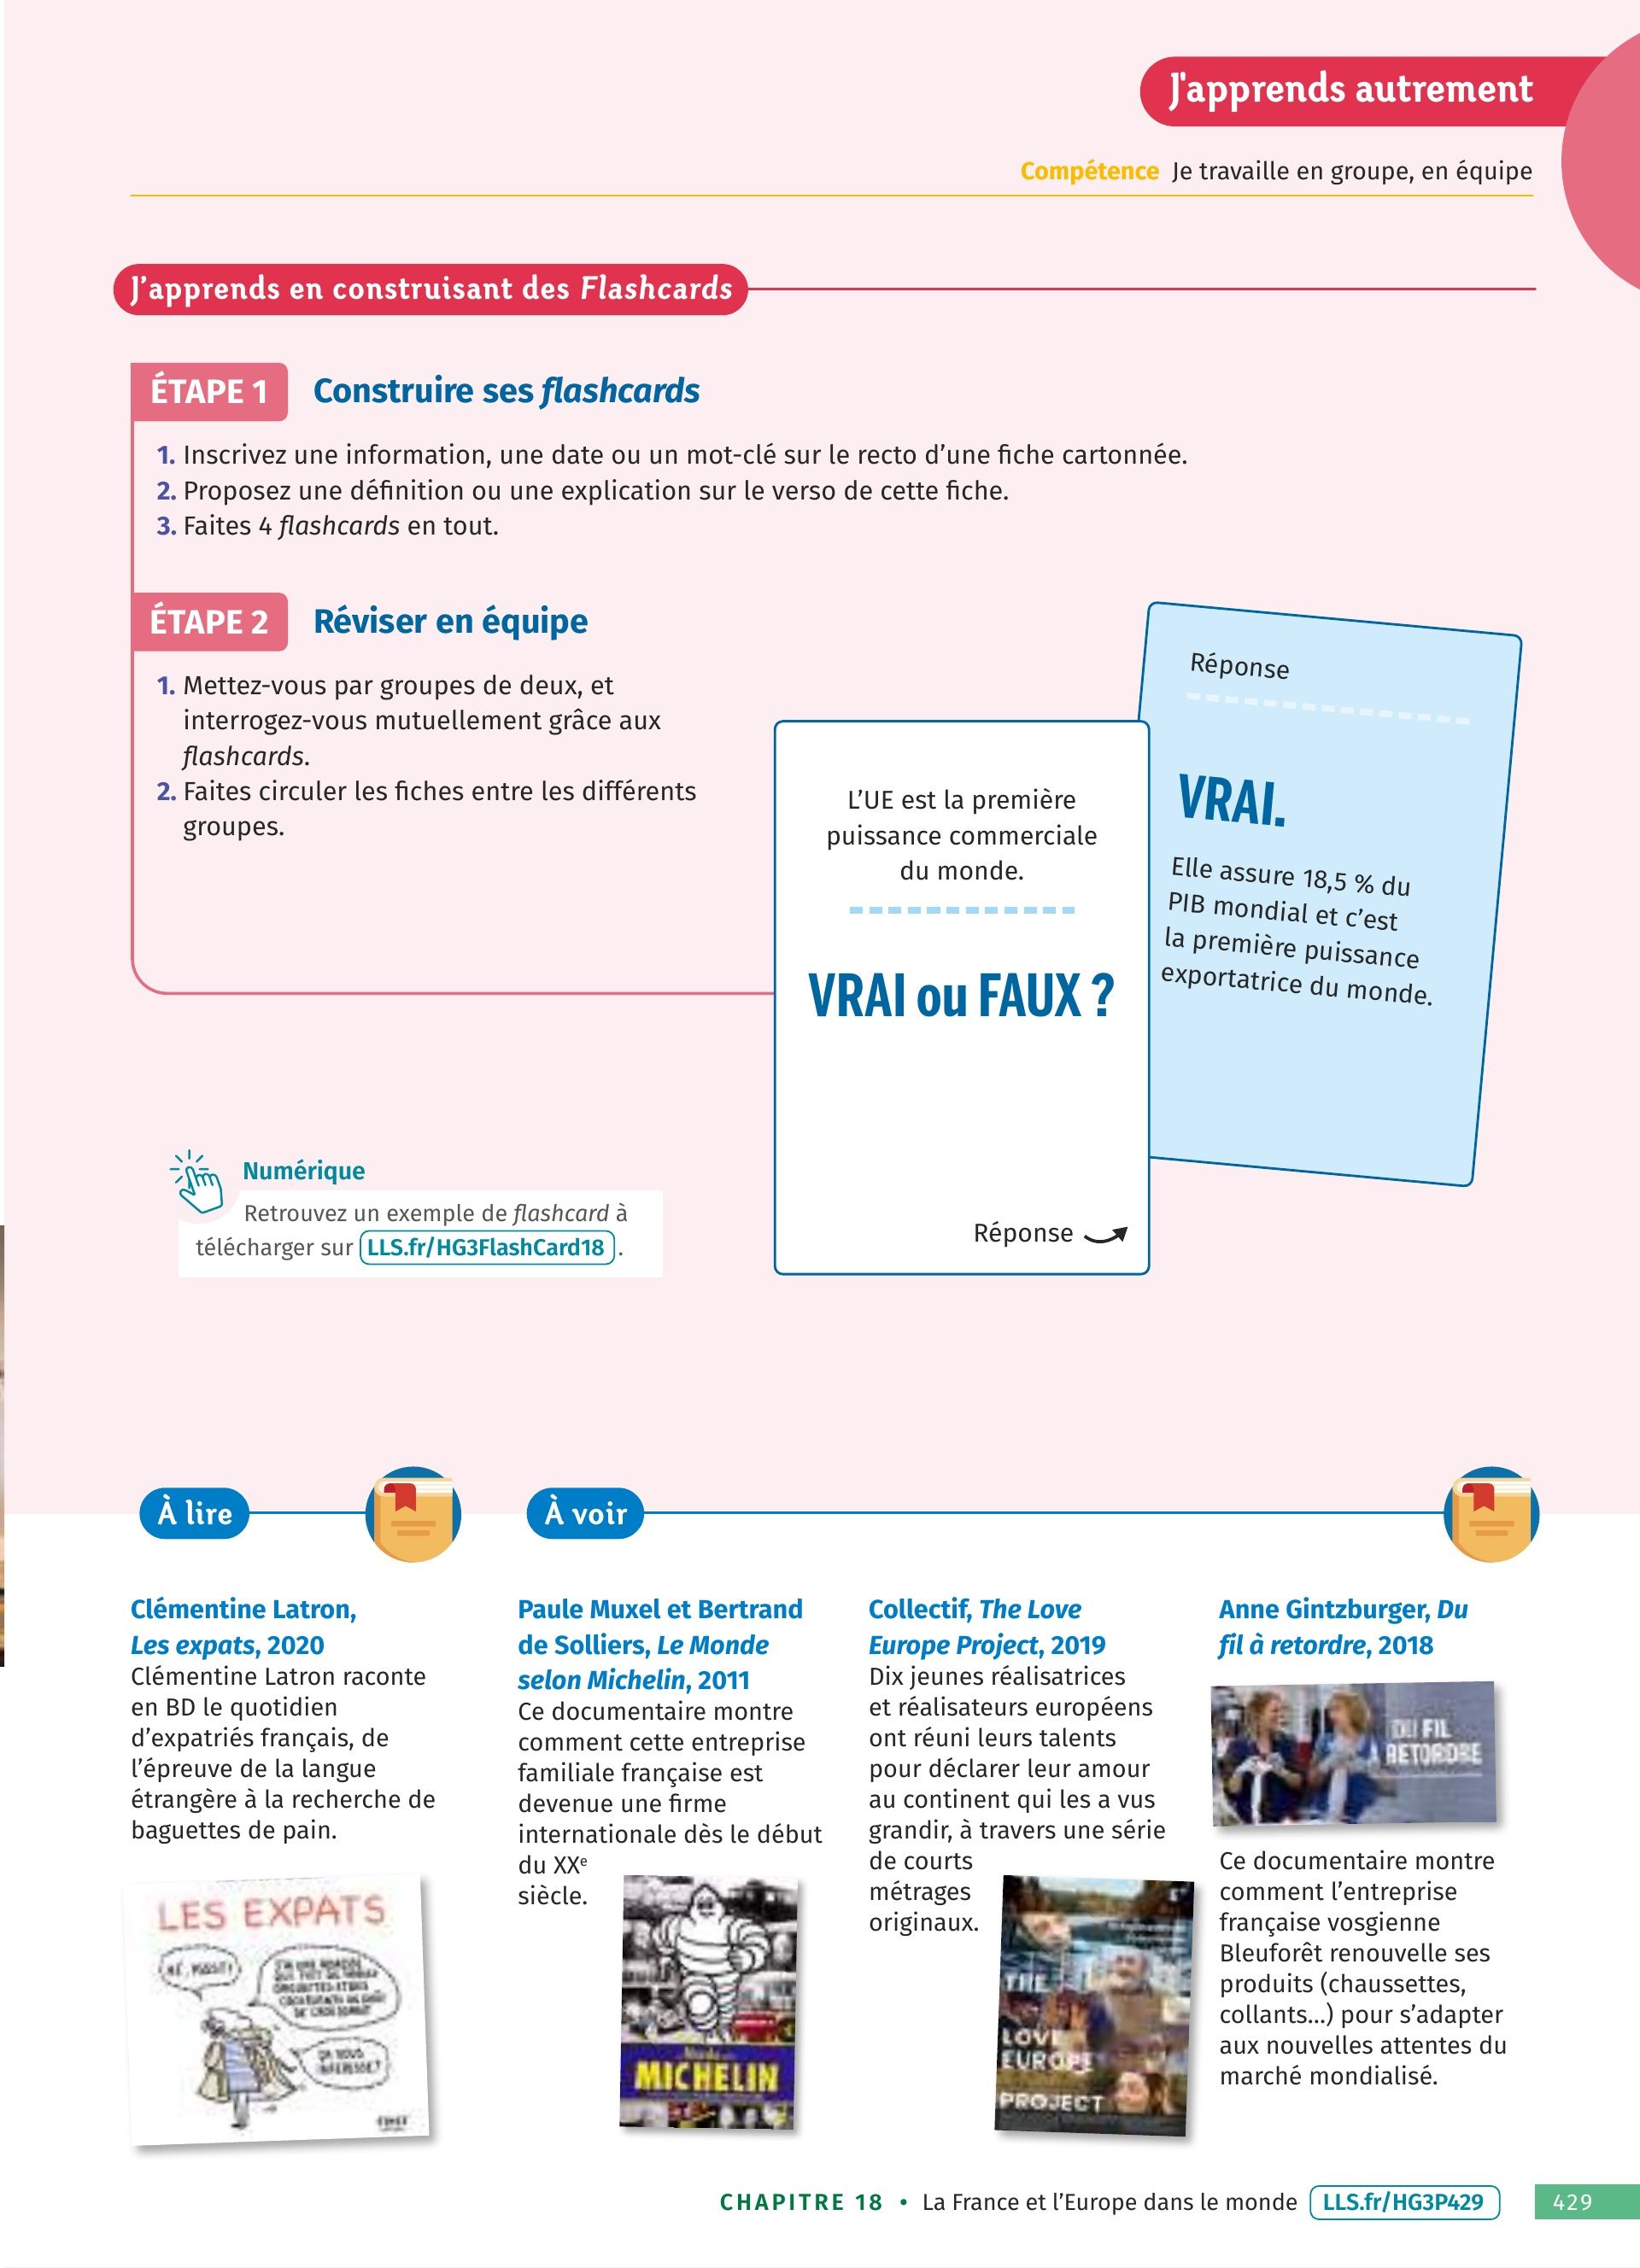 J'apprends autrement
Compétence Je travaille en groupe, en équipe
J’apprends en construisant des Flashcards
ÉTAPE 1 Construire ses flashcards
1. Inscrivez une information, une date ou un mot-clé sur le recto d’une fiche cartonnée.
2. Proposez une définition ou une explication sur le verso de cette fiche.
3. Faites 4 flashcards en tout.
ÉTAPE 2 Réviser en équipe
1. Mettez-vous par groupes de deux, et
interrogez-vous mutuellement grâce aux
flashcards.
2. Faites circuler les fiches entre les différents
groupes.
L’UE est la première
puissance commerciale
du monde.
VRAI ou FAUX ?
Réponse
Réponse
VRAI.
Elle assure 18,5 % du
PIB mondial et c’est
la première puissance
exportatrice du monde.
Numérique
Retrouvez un exemple de flashcard à
télécharger sur LLS.fr/HG3FlashCard18 .
À lire
Clémentine Latron,
Les expats, 2020
Clémentine Latron raconte
en BD le quotidien
d’expatriés français, de
l’épreuve de la langue
étrangère à la recherche de
baguettes de pain.
LES EXPATS
À voir
Paule Muxel et Bertrand
de Solliers, Le Monde
selon Michelin, 2011
Ce documentaire montre
comment cette entreprise
familiale française est
devenue une firme
internationale dès le début
du XXe
siècle.
MICHELIN
Collectif, The Love
Europe Project, 2019
Dix jeunes réalisatrices
et réalisateurs européens
ont réuni leurs talents
pour déclarer leur amour
au continent qui les a vus
grandir, à travers une série
de courts
métrages
originaux.
THE
LOVE
EUROPE
PROJECT
Anne Gintzburger, Du
fil à retordre, 2018
DU FIL
À RETORDRE
Ce documentaire montre
comment l’entreprise
française vosgienne
Bleuforêt renouvelle ses
produits (chaussettes,
collants...) pour s’adapter
aux nouvelles attentes du
marché mondialisé.
CHAPITRE 18 • La France et l’Europe dans le monde LLS.fr/HG3P429 429